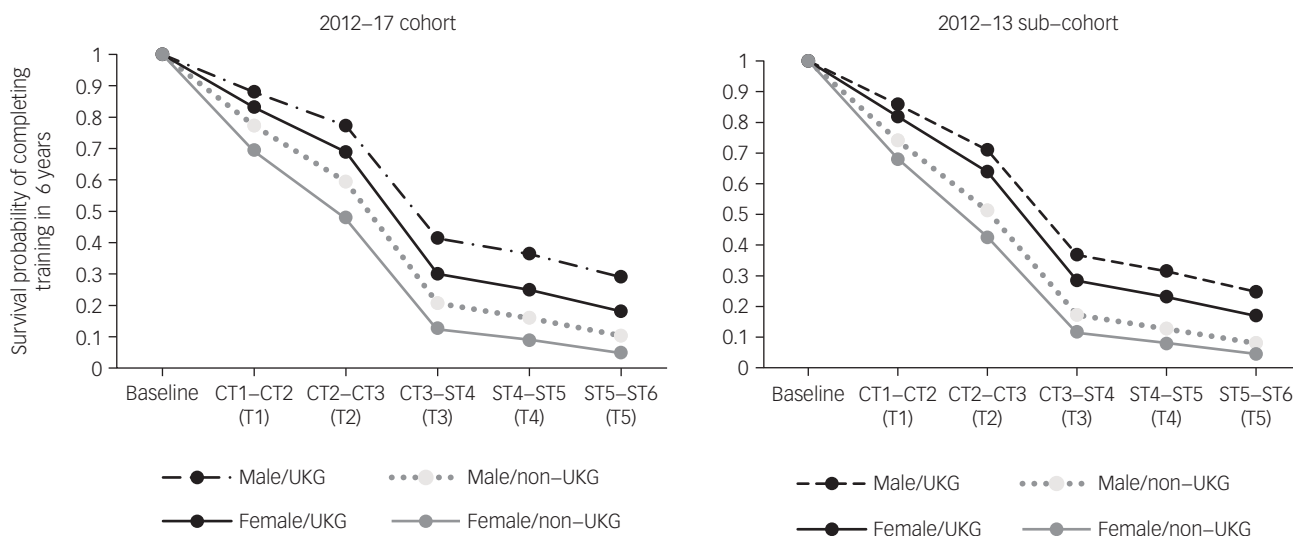 2012–17 cohort
Survival probability of completing
training in 6 years
1
0.9
0.8
0.7
0.6
0.5
0.4
0.3
0.2
0.1
0
Baseline CT1–CT2 CT2–CT3 CT3–ST4 ST4–ST5 ST5–ST6
(T1) (T2) (T3) (T4) (T5)
Male/UKG Male/non–UKG
Female/UKG Female/non–UKG
2012–13 sub–cohort
1
0.9
0.8
0.7
0.6
0.5
0.4
0.3
0.2
0.1
0
Baseline CT1–CT2 CT2–CT3 CT3–ST4 ST4–ST5 ST5–ST6
(T1) (T2) (T3) (T4) (T5)
Male/UKG Male/non–UKG
Female/UKG Female/non–UKG